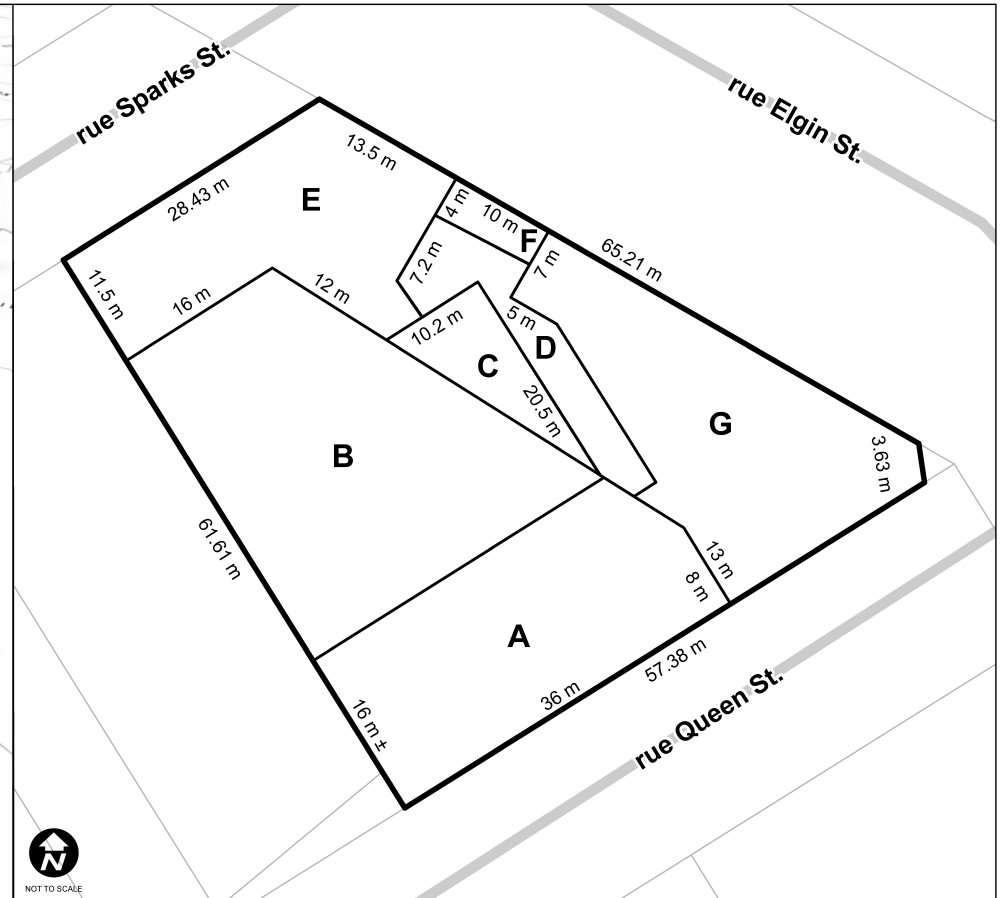 rue Sparks St.
rue Elgin St.
13.5 m
28.43 m
E
4 m
10 m
F
65.21 m
7.2 m
7 m
11.5 m
16 m
12 m
10.2 m
5 m
D
C
20.5 m
G
B
3.63 m
61.61 m
13 m
8 m
A
57.38 m
36 m
16 m ±
rue Queen St.
N
NOT TO SCALE